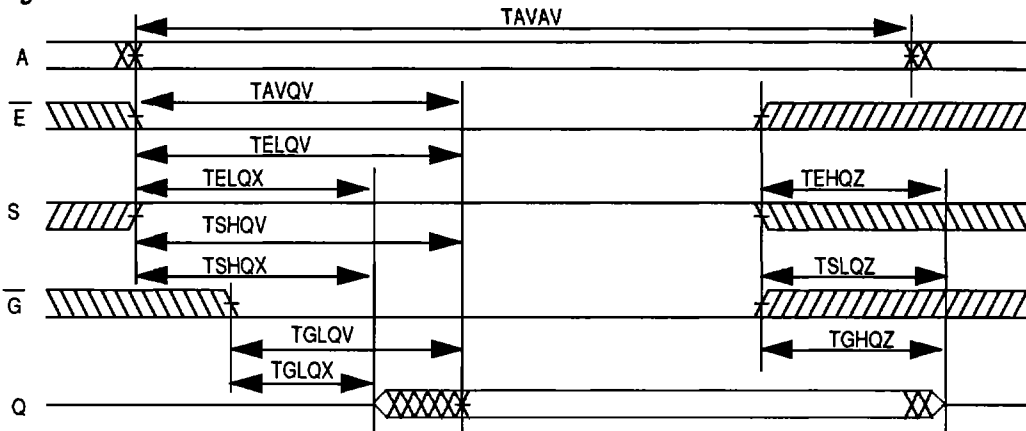 TAVAV
A
TAVQV
E
TELQV
TELQX
TEHQZ
S
TSHQV
TSHQX
TSLQZ
G
TGLQV
TGHQZ
TGLQX
Q